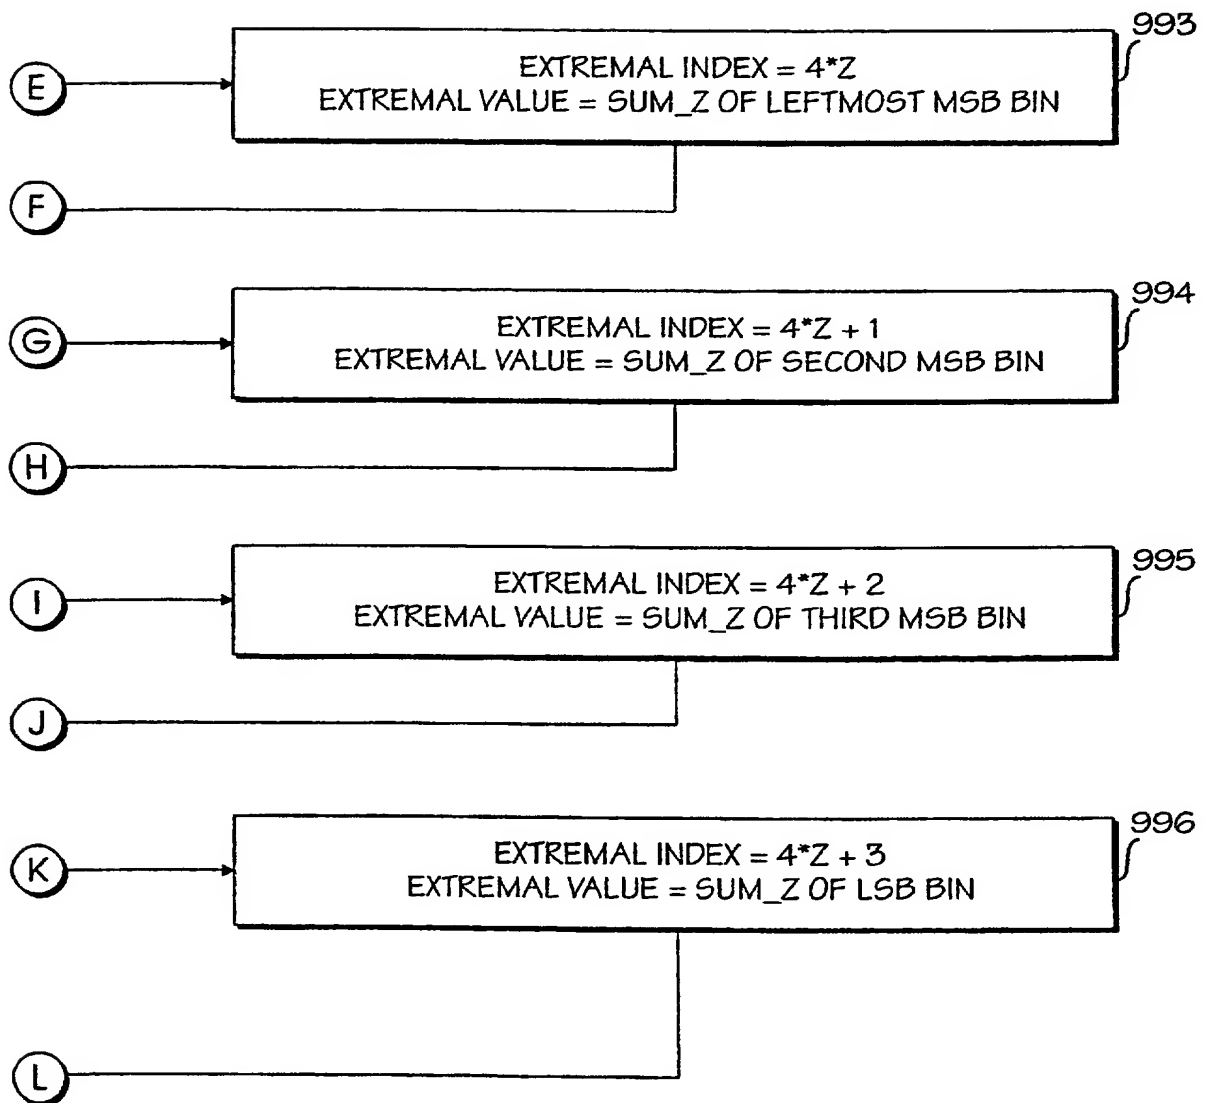 993
E
EXTREMAL INDEX = 4*Z
EXTREMAL VALUE = SUM_Z OF LEFTMOST MSB BIN
F
994
G
EXTREMAL INDEX = 4*Z + 1
EXTREMAL VALUE = SUM_Z OF SECOND MSB BIN
H
995
I
EXTREMAL INDEX = 4*Z + 2
EXTREMAL VALUE = SUM_Z OF THIRD MSB BIN
J
996
K
EXTREMAL INDEX = 4*Z + 3
EXTREMAL VALUE = SUM_Z OF LSB BIN
L